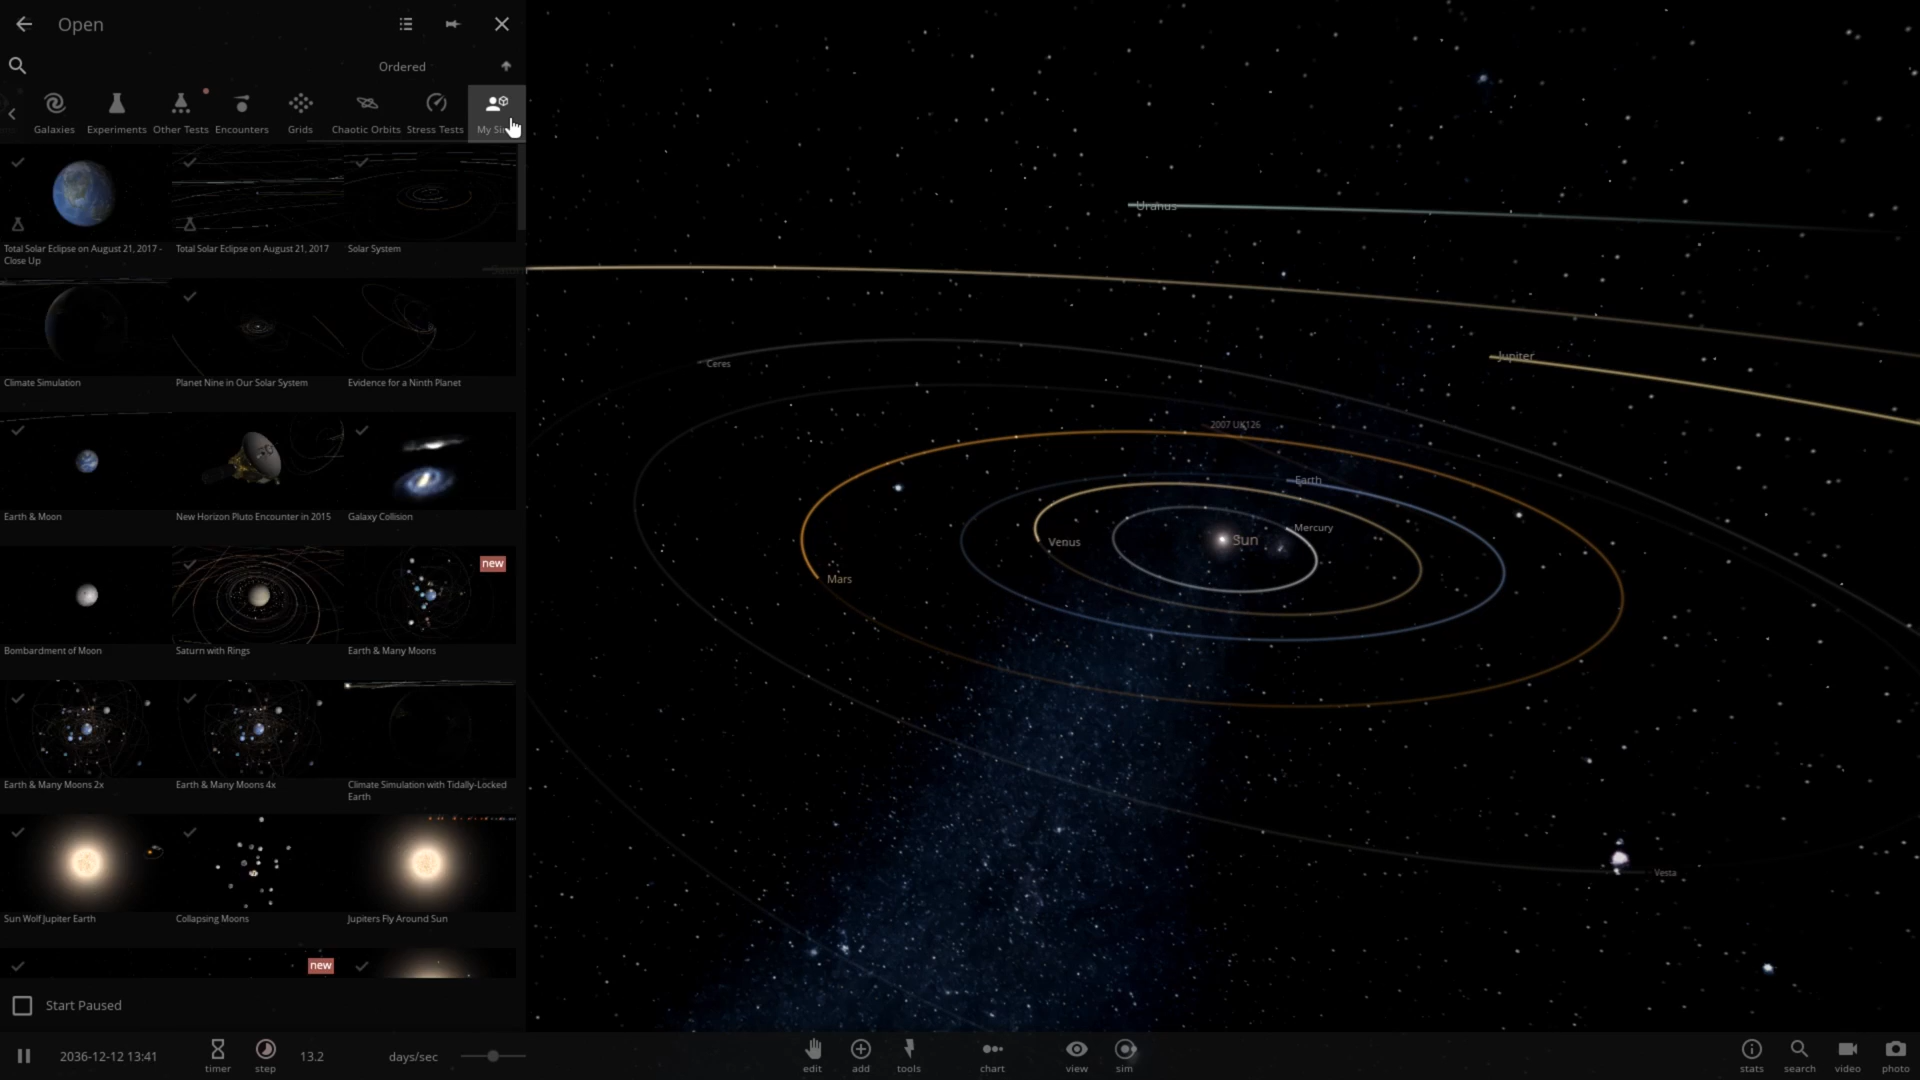 Open
Ordered
Galaxies
Experiments
Other Tests
Encounters
Grids
Chaotic Orbits
Stress Tests
Total Solar Eclipse on August 21, 2017 -
Close Up
Total Solar Eclipse on August 21, 2017
Solar System
Climate Simulation
Planet Nine in Our Solar System
Evidence for a Ninth Planet
Earth & Moon
New Horizon Pluto Encounter in 2015
Galaxy Collision
new
Bombardment of Moon
Saturn with Rings
Earth & Many Moons
Earth & Many Moons 2x
Earth & Many Moons 4x
Climate Simulation with Tidally-Locked
Earth
Sun Wolf Jupiter Earth
Collapsing Moons
Jupiters Fly Around Sun
new
Start Paused
Uranus
Jupiter
Ceres
2007 UK126
Earth
Mercury
Sun
Venus
Mars
Vesta
2036-12-12 13:41
timer
step
13.2
days/sec
edit
add
tools
chart
view
sim
stats
search
video
photo